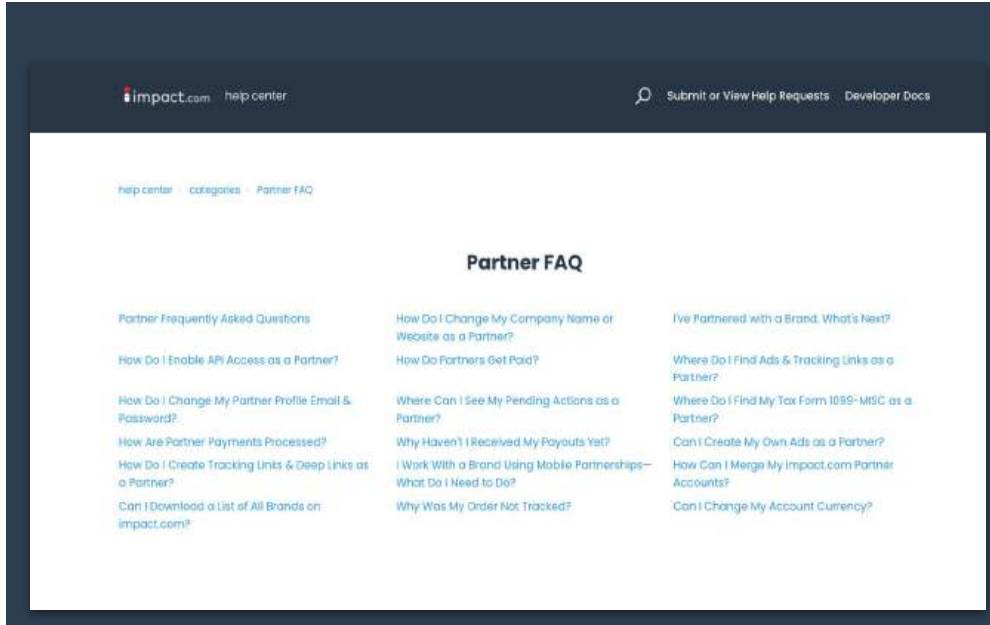 impact.com help center
Submit or View Help Requests Developer Docs
help center - categories - Partner FAQ
Partner FAQ
Partner Frequently Asked Questions
How Do I Change My Company Name or
Website as a Partner?
I've Partnered with a Brand. What's Next?
How Do I Enable API Access as a Partner?
How Do Partners Get Paid?
Where Do I Find Ads & Tracking Links as a
Partner?
How Do I Change My Partner Profile Email &
Password?
Where Can I See My Pending Actions as a
Partner?
Where Do I Find My Tax Form 1099-MISC as a
Partner?
How Are Partner Payments Processed?
Why Haven't I Received My Payouts Yet?
Can I Create My Own Ads as a Partner?
How Do I Create Tracking Links & Deep Links as
a Partner?
I Work With a Brand Using Mobile Partnerships—
What Do I Need to Do?
How Can I Merge My impact.com Partner
Accounts?
Can I Download a List of All Brands on
impact.com?
Why Was My Order Not Tracked?
Can I Change My Account Currency?